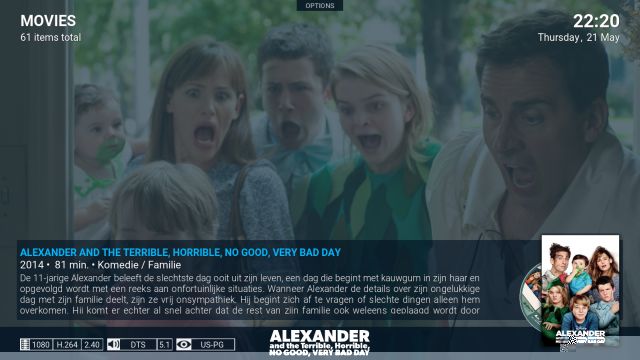 OPTIONS
MOVIES
61 items total
22:20
Thursday, 21 May
ALEXANDER AND THE TERRIBLE, HORRIBLE, NO GOOD, VERY BAD DAY
2014 • 81 min. • Komedie / Familie
De 11-jarige Alexander beleeft de slechtste dag ooit uit zijn leven, een dag die begint met kauwgum in zijn haar en
opgevolgd wordt met een reeks aan onfortuinlijke situaties. Wanneer Alexander de details over zijn ongelukkige
dag met zijn familie deelt, zijn ze vrij onsympathiek. Hij begint zich af te vragen of slechte dingen alleen hem
overkomen. Hij komt er echter al snel achter dat de rest van zijn familie ook weleens geplaagd wordt door
1080 H.264 2.40 DTS 5.1 US-PG
ALEXANDER
and the Terrible, Horrible,
NO GOOD, VERY BAD DAY
Disney
ALEXANDER